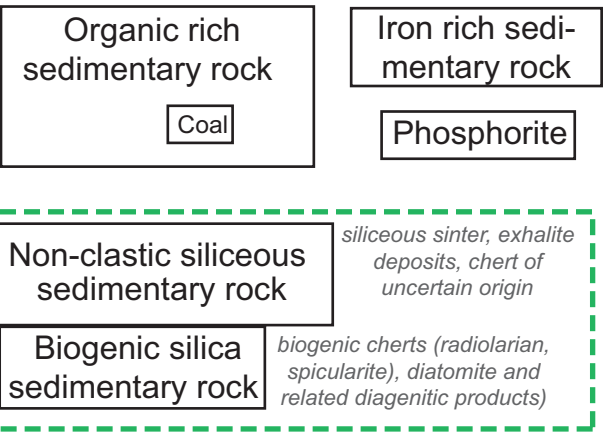 Organic rich
sedimentary rock
Coal
Iron rich sedi-
mentary rock
Phosphorite
Non-clastic siliceous
sedimentary rock
siliceous sinter, exhalite
deposits, chert of
uncertain origin
Biogenic silica
sedimentary rock
biogenic cherts (radiolarian,
spicularite), diatomite and
related diagenitic products)